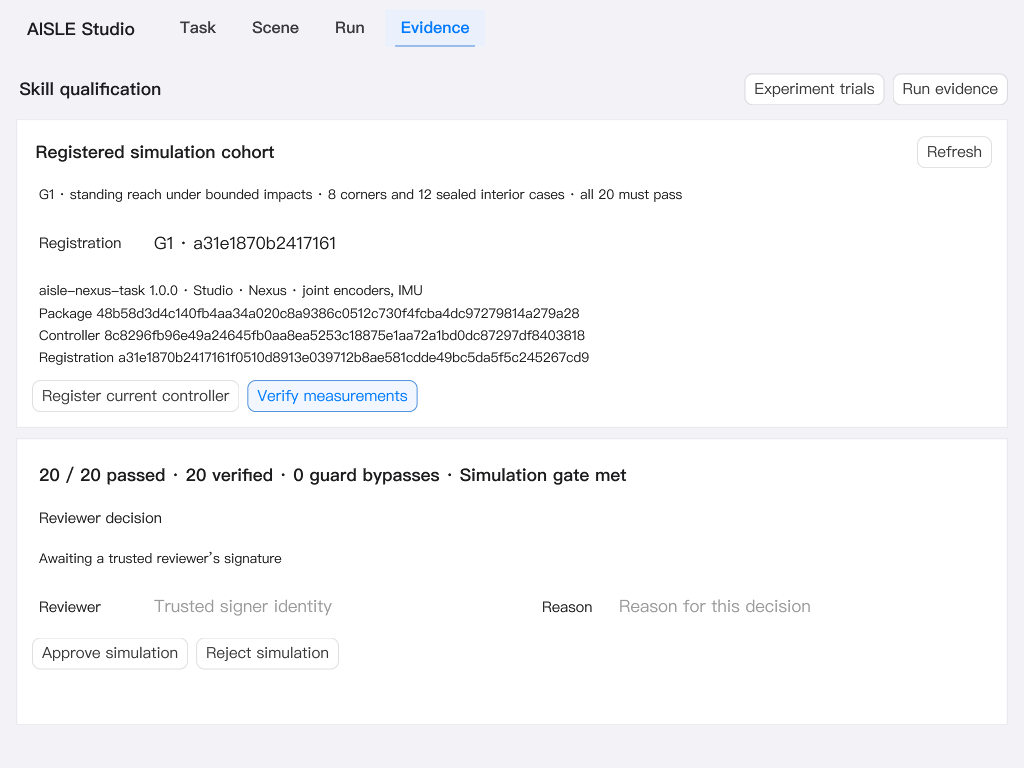 AISLE Studio Task Scene Run Evidence
Skill qualification Experiment trials Run evidence
Registered simulation cohort Refresh
G1 · standing reach under bounded impacts · 8 corners and 12 sealed interior cases · all 20 must pass
Registration G1 · a31e1870b2417161
aisle-nexus-task 1.0.0 · Studio · Nexus · joint encoders, IMU
Package 48b58d3d4c140fb4aa34a020c8a9386c0512c730f4fcba4dc97279814a279a28
Controller 8c8296fb96e49a24645fb0aa8ea5253c18875e1aa72a1bd0dc87297df8403818
Registration a31e1870b2417161f0510d8913e039712b8ae581cdde49bc5da5f5c245267cd9
Register current controller Verify measurements
20 / 20 passed · 20 verified · 0 guard bypasses · Simulation gate met
Reviewer decision
Awaiting a trusted reviewer’s signature
Reviewer Trusted signer identity Reason Reason for this decision
Approve simulation Reject simulation